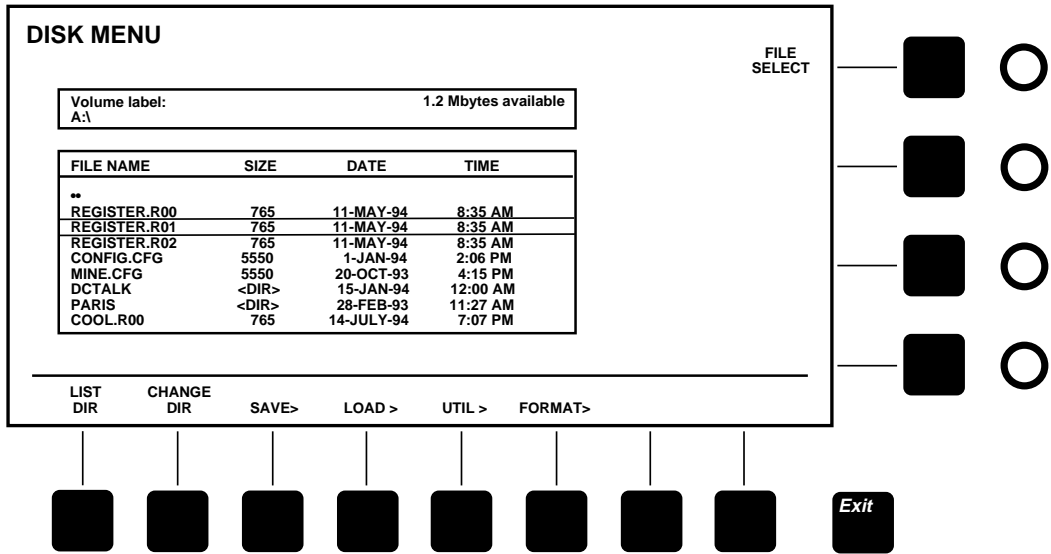 DISK MENU
FILE
SELECT
Volume label: 1.2 Mbytes available
A:\
FILE NAME SIZE DATE TIME
••
REGISTER.R00 765 11-MAY-94 8:35 AM
REGISTER.R01 765 11-MAY-94 8:35 AM
REGISTER.R02 765 11-MAY-94 8:35 AM
CONFIG.CFG 5550 1-JAN-94 2:06 PM
MINE.CFG 5550 20-OCT-93 4:15 PM
DCTALK <DIR> 15-JAN-94 12:00 AM
PARIS <DIR> 28-FEB-93 11:27 AM
COOL.R00 765 14-JULY-94 7:07 PM
LIST CHANGE
DIR DIR SAVE> LOAD > UTIL > FORMAT>
Exit